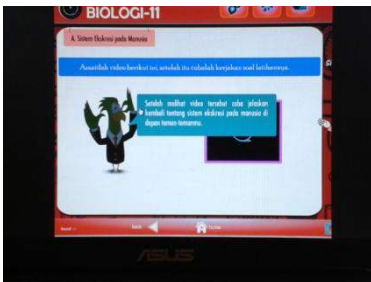 BIOLOGI-11
A. Sistem Ekskresi pada Manusia
Amatilah video berikut ini, setelah itu cobalah kerjakan soal latihannya.
Setelah melihat video tersebut coba jelaskan
kembali tentang sistem ekskresi pada manusia di
depan teman-temanmu.
back
home
ASUS